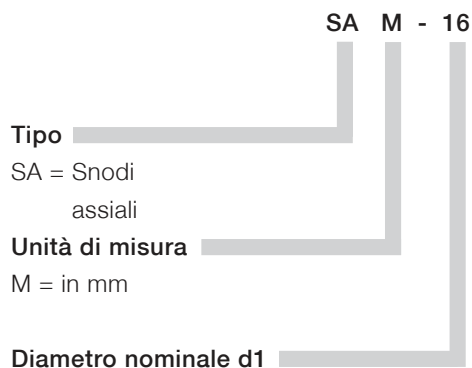 SA M - 16
Tipo
SA = Snodi
assiali
Unità di misura
M = in mm
Diametro nominale d1